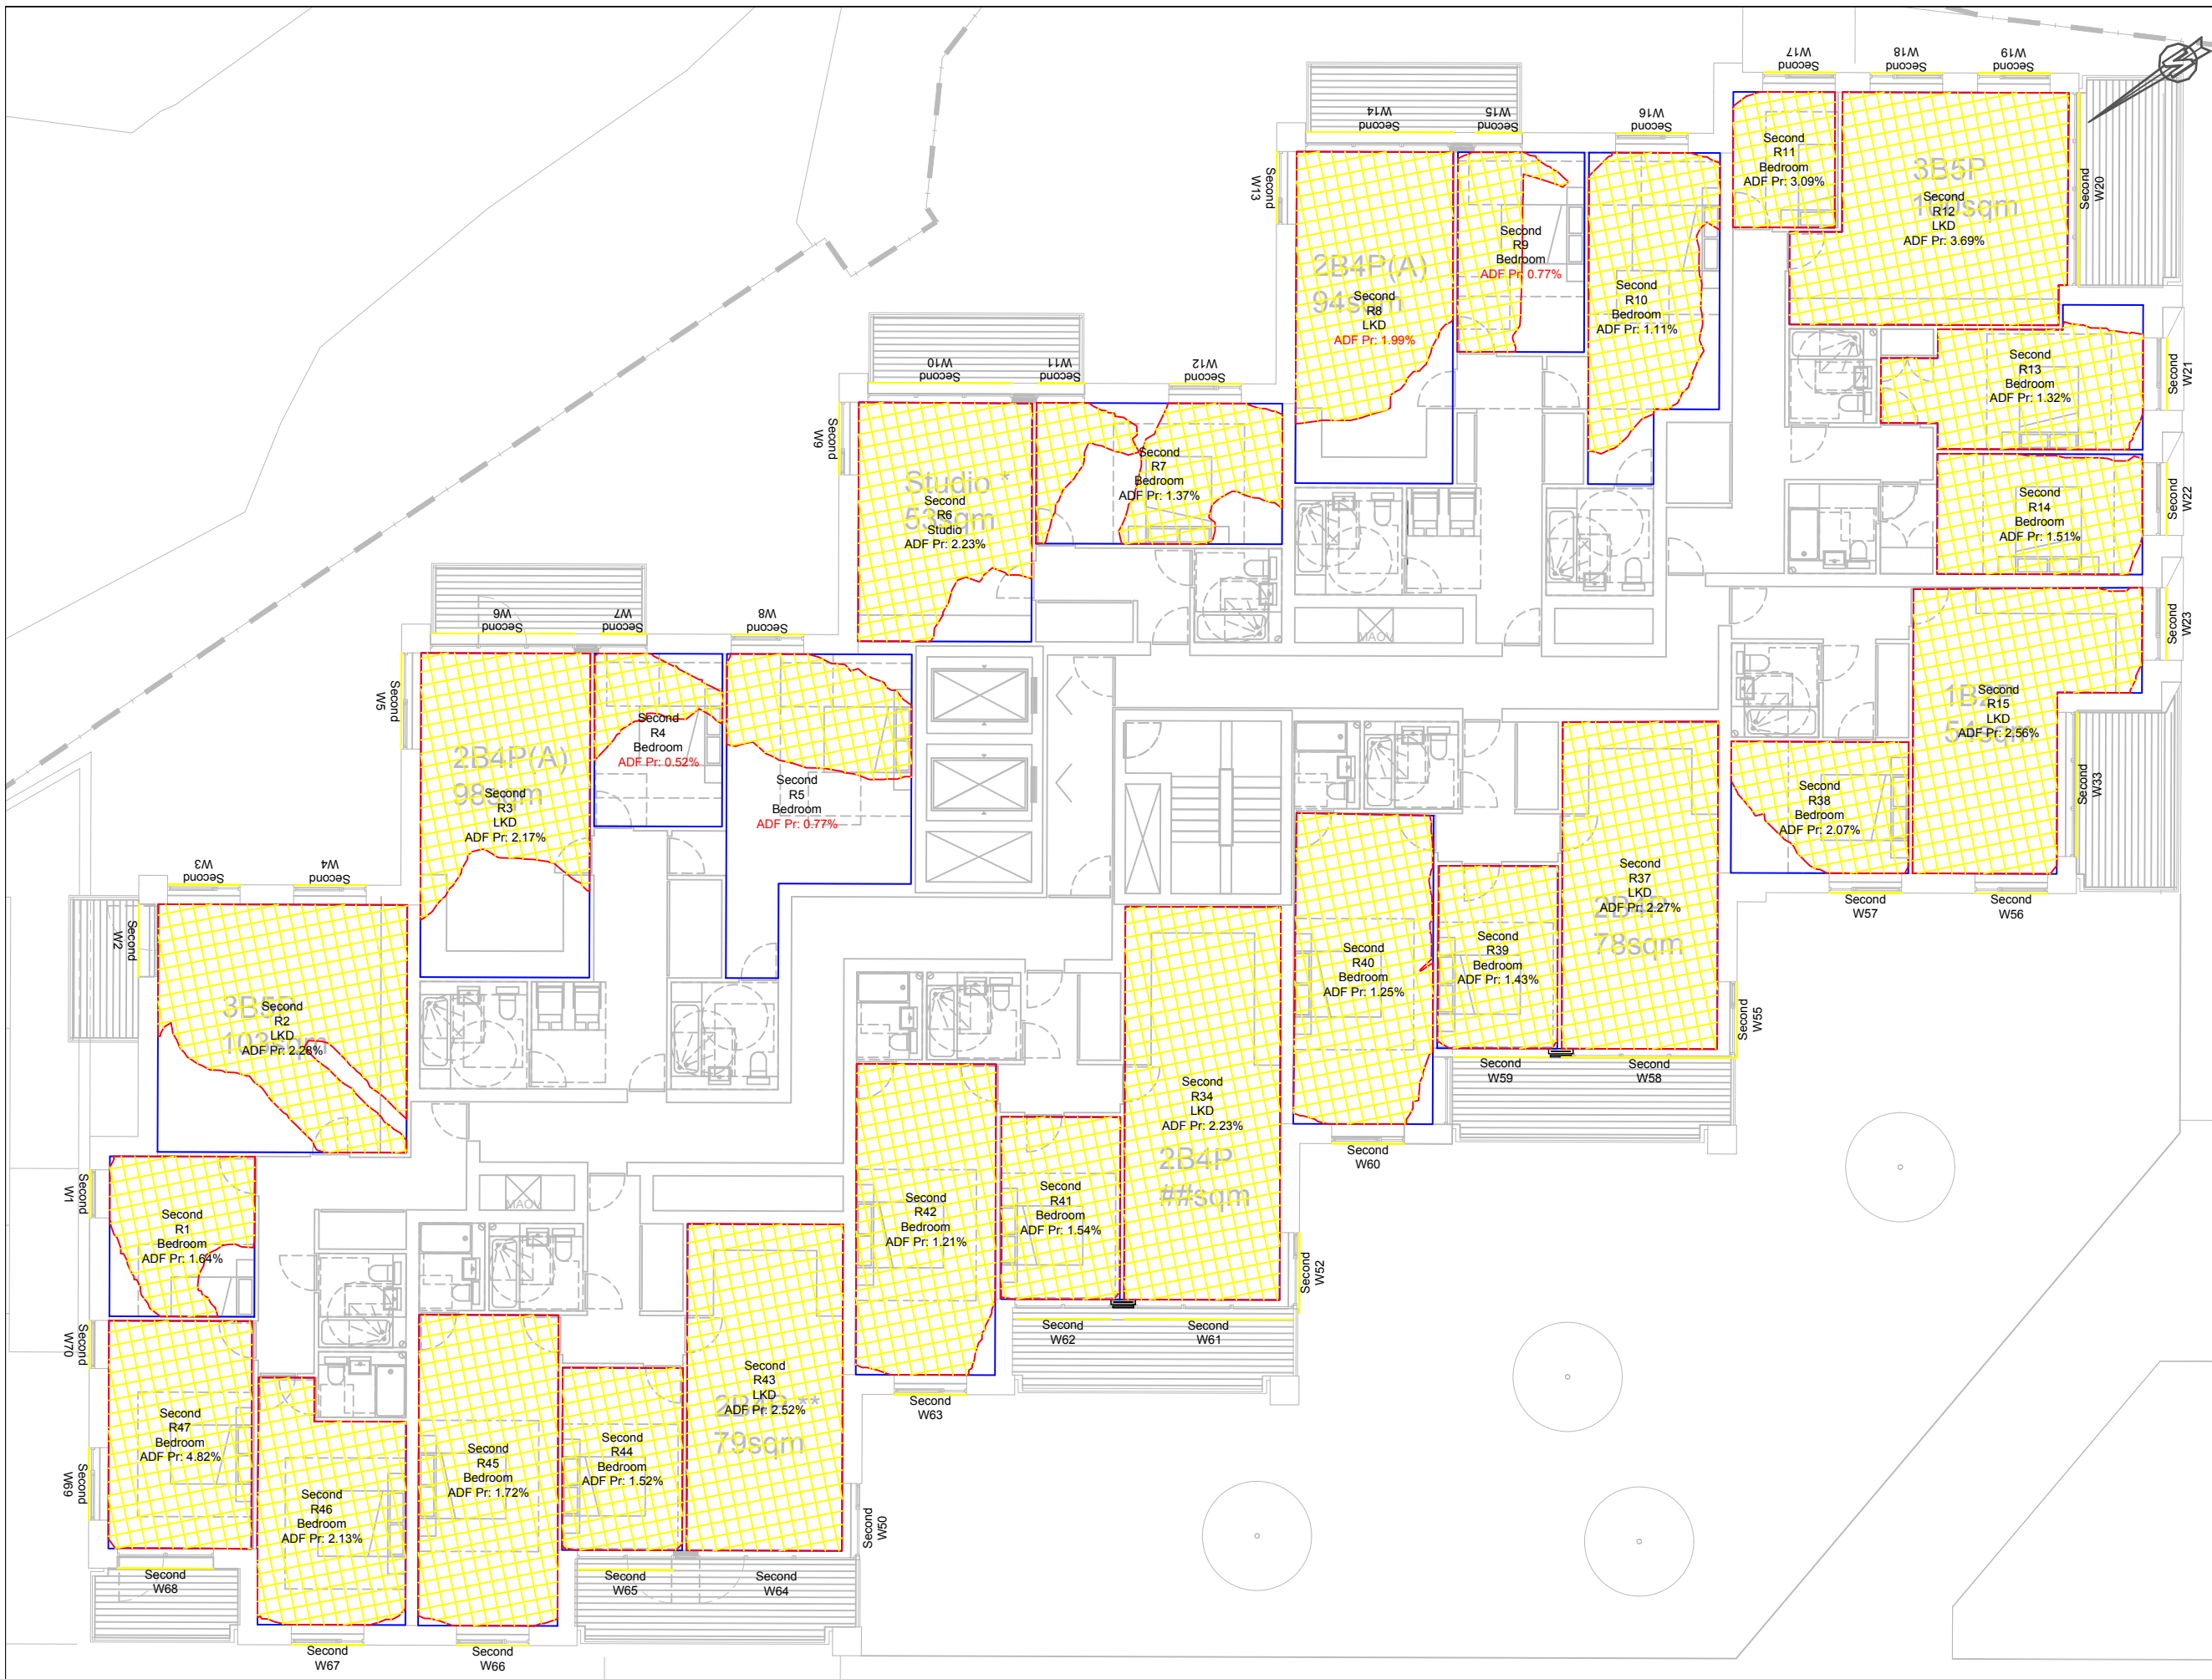 W17
Second
W18
Second
W19
Second
N
Second
R11
Bedroom
ADF Pr: 3.09%
3B5P
Second
R12
LKD
ADF Pr: 3.69%
Second
W20
W14
Second
W15
Second
W16
Second
Second
W13
2B4P(A)
94sqm
Second
R8
LKD
ADF Pr: 1.99%
Second
R9
Bedroom
ADF Pr: 0.77%
Second
R10
Bedroom
ADF Pr: 1.11%
Second
R13
Bedroom
ADF Pr: 1.32%
Second
W21
Second
R14
Bedroom
ADF Pr: 1.51%
Second
W22
W10
Second
W11
Second
W12
Second
Second
W9
Studio *
53sqm
Second
R6
Studio
ADF Pr: 2.23%
Second
R7
Bedroom
ADF Pr: 1.37%
MAOV
Second
W23
Second
R15
LKD
ADF Pr: 2.56%
Second
W33
Second
R38
Bedroom
ADF Pr: 2.07%
Second
W57
Second
W56
W6
Second
W7
Second
W8
Second
Second
W5
2B4P(A)
98sqm
Second
R3
LKD
ADF Pr: 2.17%
Second
R4
Bedroom
ADF Pr: 0.52%
Second
R5
Bedroom
ADF Pr: 0.77%
Second
R37
LKD
ADF Pr: 2.27%
2B4P
78sqm
Second
R39
Bedroom
ADF Pr: 1.43%
Second
R40
Bedroom
ADF Pr: 1.25%
Second
W55
Second
W59
Second
W58
Second
W60
W3
Second
W4
Second
Second
W2
3B5P
103sqm
Second
R2
LKD
ADF Pr: 2.28%
Second
R34
LKD
ADF Pr: 2.23%
2B4P
##sqm
Second
R41
Bedroom
ADF Pr: 1.54%
Second
R42
Bedroom
ADF Pr: 1.21%
Second
W52
Second
W62
Second
W61
Second
W63
Second
W1
Second
R1
Bedroom
ADF Pr: 1.64%
MAOV
Second
W70
Second
R47
Bedroom
ADF Pr: 4.82%
Second
W69
Second
R46
Bedroom
ADF Pr: 2.13%
Second
R45
Bedroom
ADF Pr: 1.72%
Second
R44
Bedroom
ADF Pr: 1.52%
Second
R43
LKD
ADF Pr: 2.52%
79sqm
Second
W50
Second
W68
Second
W65
Second
W64
Second
W67
Second
W66